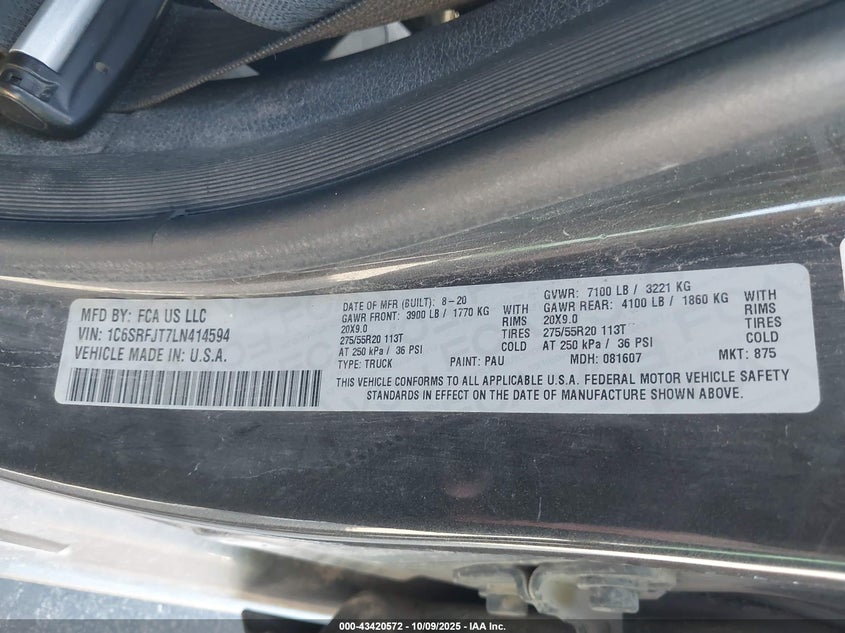 MFD BY: FCA US LLC
VIN: 1C6SRFJT7LN414594
VEHICLE MADE IN: U.S.A.
DATE OF MFR (BUILT): 8-20
GAWR FRONT: 3900 LB / 1770 KG WITH
20X9.0 RIMS
275/55R20 113T TIRES
AT 250 kPa / 36 PSI COLD
TYPE: TRUCK PAINT: PAU
GVWR: 7100 LB / 3221 KG
GAWR REAR: 4100 LB / 1860 KG WITH
20X9.0 RIMS
275/55R20 113T TIRES
AT 250 kPa / 36 PSI COLD
MDH: 081607 MKT: 875
THIS VEHICLE CONFORMS TO ALL APPLICABLE U.S.A. FEDERAL MOTOR VEHICLE SAFETY
STANDARDS IN EFFECT ON THE DATE OF MANUFACTURE SHOWN ABOVE.
000-43420572 - 10/09/2025 - IAA Inc.